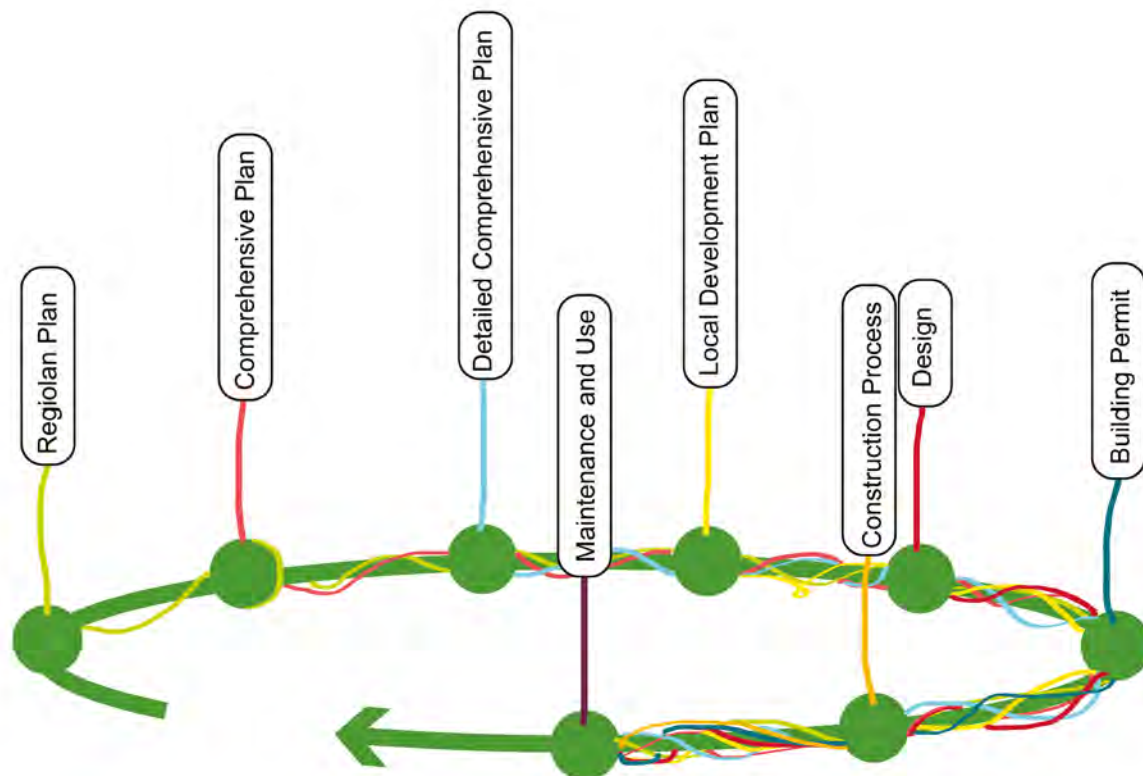 Regiolan Plan
Comprehensive Plan
Detailed Comprehensive Plan
Maintenance and Use
Local Development Plan
Construction Process
Design
Building Permit